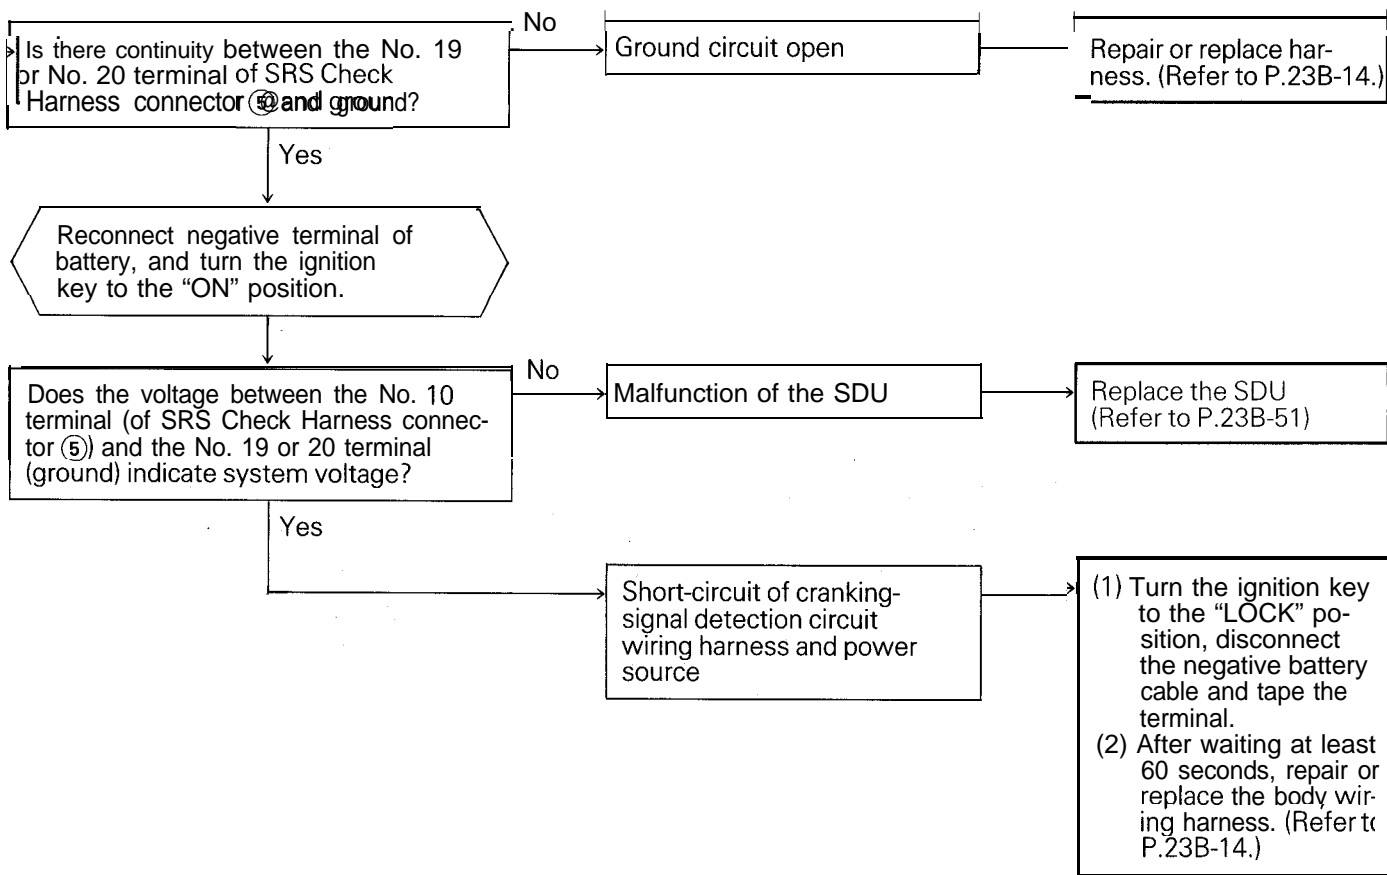 Is there continuity between the No. 19
or No. 20 terminal of SRS Check
Harness connector ⑤ and ground?
No
Ground circuit open
Repair or replace har-
ness. (Refer to P.23B-14.)
Yes
Reconnect negative terminal of
battery, and turn the ignition
key to the “ON” position.
Does the voltage between the No. 10
terminal (of SRS Check Harness connec-
tor ⑤) and the No. 19 or 20 terminal
(ground) indicate system voltage?
No
Malfunction of the SDU
Replace the SDU
(Refer to P.23B-51)
Yes
Short-circuit of cranking-
signal detection circuit
wiring harness and power
source
(1) Turn the ignition key
to the “LOCK” po-
sition, disconnect
the negative battery
cable and tape the
terminal.
(2) After waiting at least
60 seconds, repair or
replace the body wir-
ing harness. (Refer to
P.23B-14.)